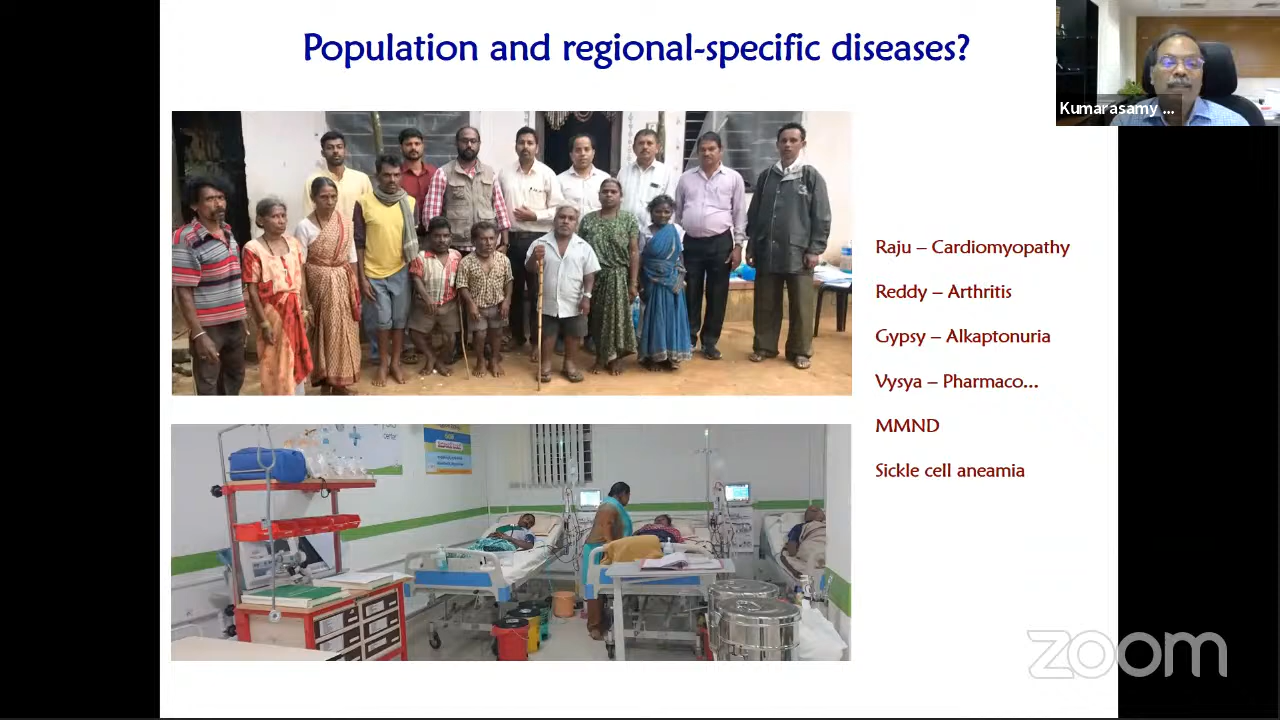 Population and regional-specific diseases?
Kumarasamy ...
Raju – Cardiomyopathy
Reddy – Arthritis
Gypsy – Alkaptonuria
Vysya – Pharmaco...
MMND
Sickle cell aneamia
zoom